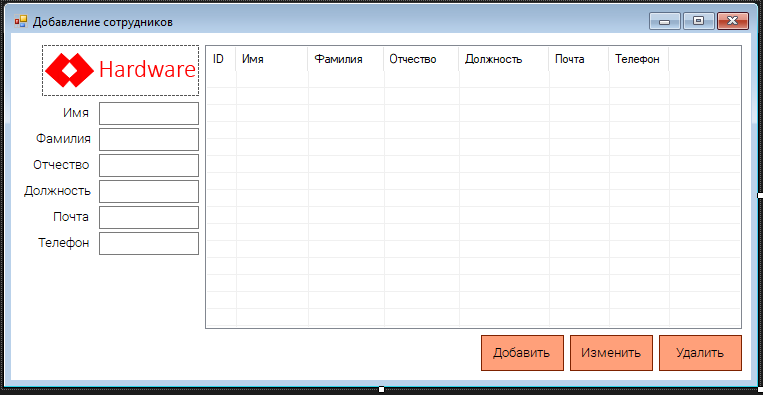 Добавление сотрудников
Hardware
ID Имя Фамилия Отчество Должность Почта Телефон
Имя
Фамилия
Отчество
Должность
Почта
Телефон
Добавить Изменить Удалить